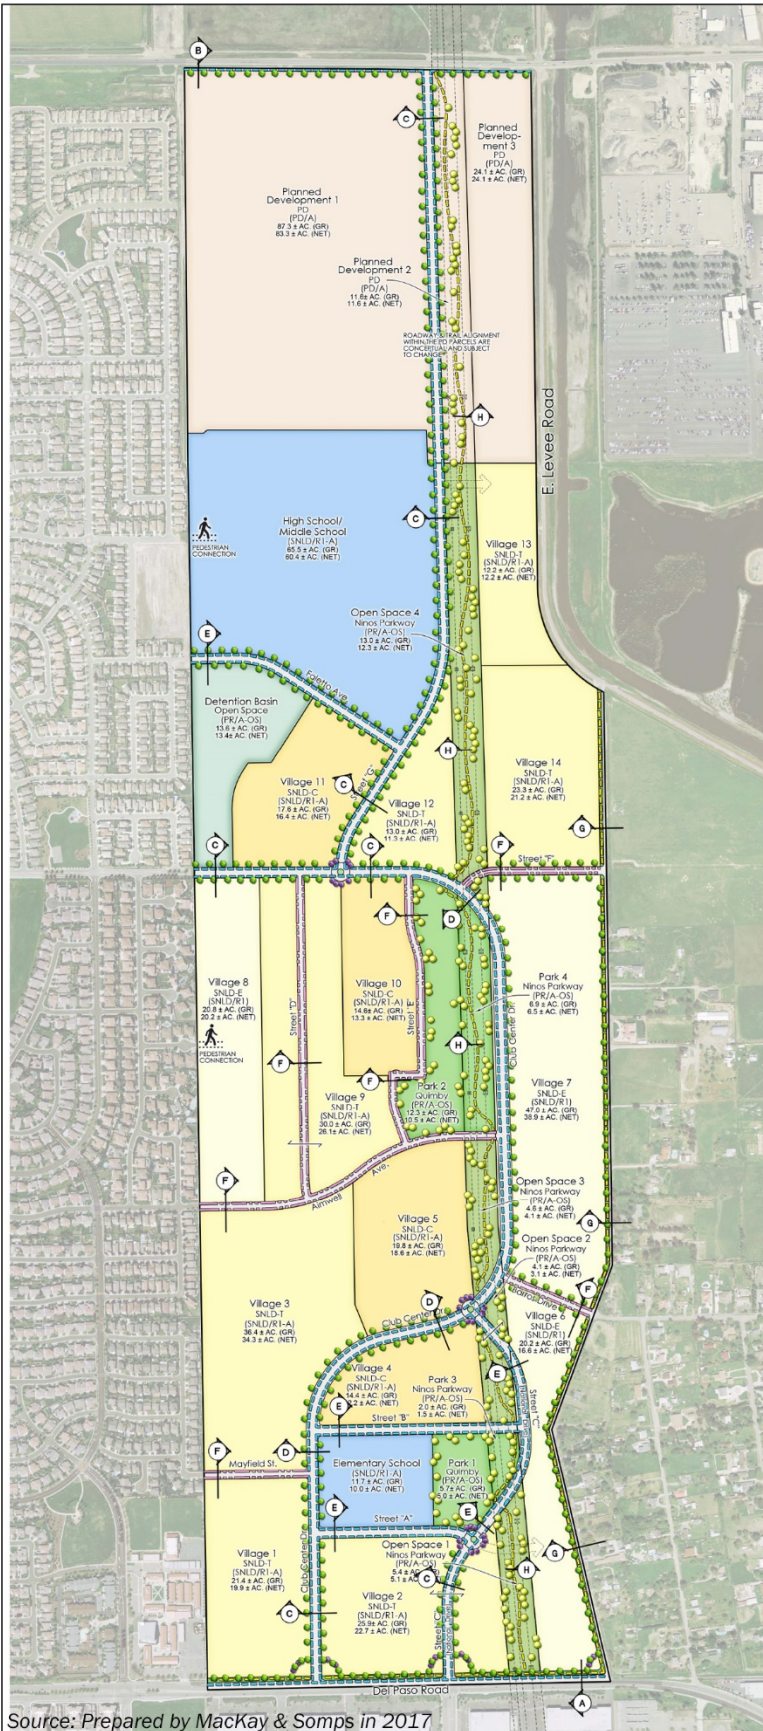 B
Planned
Development 1
PD
(PD/A)
87.3 ± AC. (GR)
83.3 ± AC. (NET)
C
Planned
Develop-
ment 3
PD
(PD/A)
24.1 ± AC. (GR)
24.1 ± AC. (NET)
Planned
Development 2
PD
(PD/A)
11.6± AC. (GR)
11.6 ± AC. (NET)
ROADWAY & TRAIL ALIGNMENT
WITHIN THE PD PARCELS ARE
CONCEPTUAL AND SUBJECT
TO CHANGE
H
E. Levee Road
C
High School/
Middle School
(SNLD/R1-A)
65.5 ± AC. (GR)
60.4 ± AC. (NET)
PEDESTRIAN
CONNECTION
Village 13
SNLD-T
(SNLD/R1-A)
12.2 ± AC. (GR)
12.2 ± AC. (NET)
Open Space 4
Ninos Parkway
(PR/A-OS)
13.0 ± AC. (GR)
12.3 ± AC. (NET)
E
Faletto Ave.
Detention Basin
Open Space
(PR/A-OS)
13.6 ± AC. (GR)
13.4± AC. (NET)
H
Village 11
SNLD-C
(SNLD/R1-A)
17.6 ± AC. (GR)
16.4 ± AC. (NET)
C
Street "G"
Village 12
SNLD-T
(SNLD/R1-A)
13.0 ± AC. (GR)
11.3 ± AC. (NET)
Village 14
SNLD-T
(SNLD/R1-A)
23.3 ± AC. (GR)
21.2 ± AC. (NET)
G
C
C
F
Street "F"
F
D
Village 8
SNLD-E
(SNLD/R1)
20.8 ± AC. (GR)
20.2 ± AC. (NET)
PEDESTRIAN
CONNECTION
Street "D"
Village 10
SNLD-C
(SNLD/R1-A)
14.6± AC. (GR)
13.3 ± AC. (NET)
Street "E"
Park 4
Ninos Parkway
(PR/A-OS)
6.9 ± AC. (GR)
6.5 ± AC. (NET)
Club Center Dr.
H
F
F
Village 9
SNLD-T
(SNLD/R1-A)
30.0 ± AC. (GR)
26.1± AC. (NET)
Park 2
Quimby
(PR/A-OS)
12.3 ± AC. (GR)
10.5 ± AC. (NET)
Village 7
SNLD-E
(SNLD/R1)
47.0 ± AC. (GR)
38.9 ± AC. (NET)
F
Aimwell Ave.
Open Space 3
Ninos Parkway
(PR/A-OS)
4.6 ± AC. (GR)
4.1 ± AC. (NET)
G
Village 5
SNLD-C
(SNLD/R1-A)
19.8 ± AC. (GR)
18.6 ± AC. (NET)
Open Space 2
Ninos Parkway
(PR/A-OS)
4.1 ± AC. (GR)
3.1 ± AC. (NET)
F
Barros Drive
Village 3
SNLD-T
(SNLD/R1-A)
36.4 ± AC. (GR)
34.3 ± AC. (NET)
D
Club Center Dr.
Village 6
SNLD-E
(SNLD/R1)
20.2 ± AC. (GR)
16.6 ± AC. (NET)
Village 4
SNLD-C
(SNLD/R1-A)
14.4 ± AC. (GR)
AC. (NET)
E
Park 3
Ninos Parkway
(PR/A-OS)
2.0 ± AC. (GR)
1.5 ± AC. (NET)
E
Street "C"
Street "B"
F
D
Mayfield St.
Elementary School
(SNLD/R1-A)
11.7 ± AC. (GR)
10.0 ± AC. (NET)
Park 1
Quimby
(PR/A-OS)
5.7± AC. (GR)
5.0 ± AC. (NET)
E
E
Street "A"
Open Space 1
Ninos Parkway
(PR/A-OS)
5.4 ± AC. (GR)
5.1 ± AC.
G
H
Village 1
SNLD-T
(SNLD/R1-A)
21.4 ± AC. (GR)
19.9 ± AC. (NET)
Club Center Dr.
C
Village 2
SNLD-T
(SNLD/R1-A)
25.9± AC. (GR)
22.7 ± AC. (NET)
C
Street "C"
Del Paso Road
A
Source: Prepared by MacKay & Somps in 2017